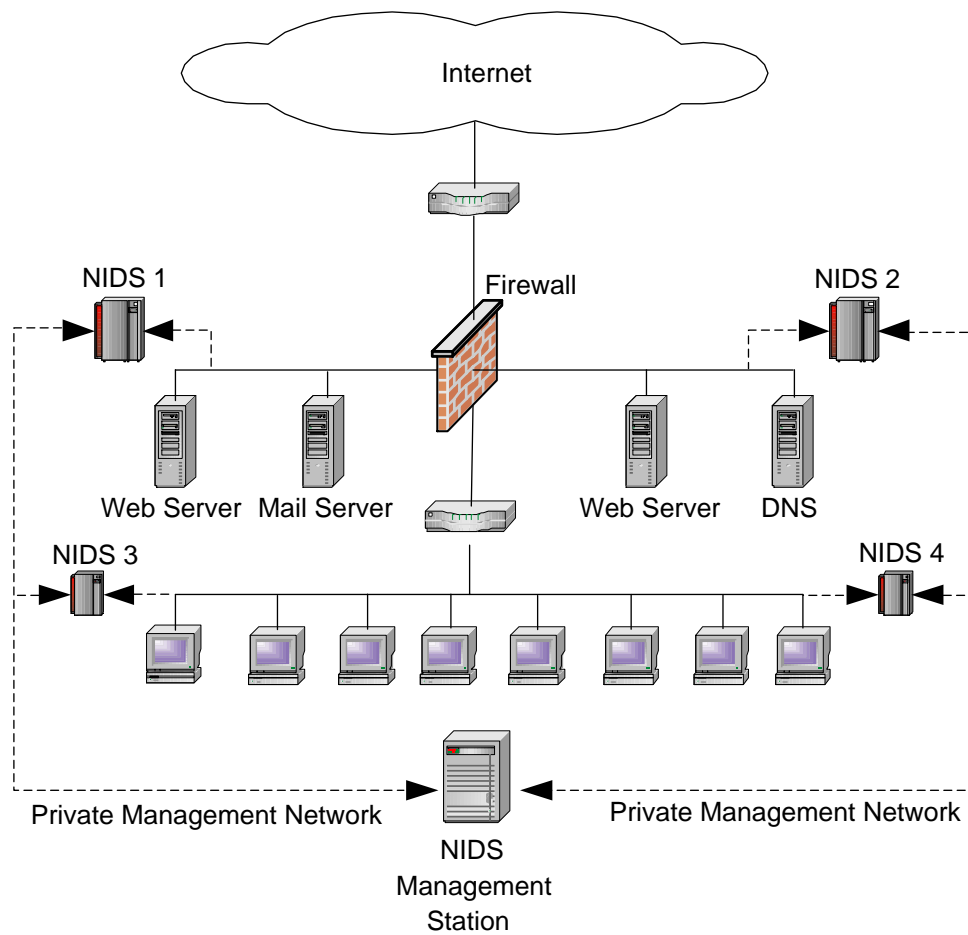 Internet
NIDS 1
NIDS 2
Firewall
Web Server
Mail Server
Web Server
DNS
NIDS 3
NIDS 4
Private Management Network
Private Management Network
NIDS
Management
Station